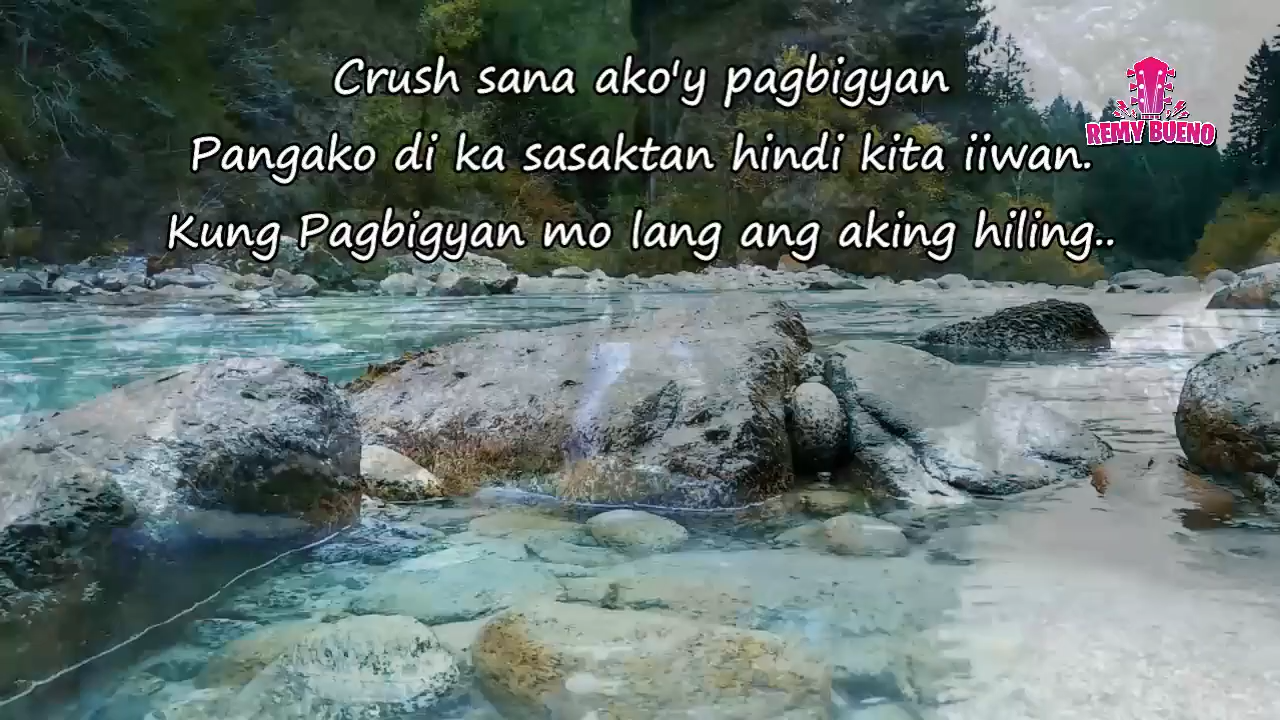 Crush sana ako'y pagbigyan
Pangako di ka sasaktan hindi kita iiwan.
Kung Pagbigyan mo lang ang aking hiling..
REMY BUENO